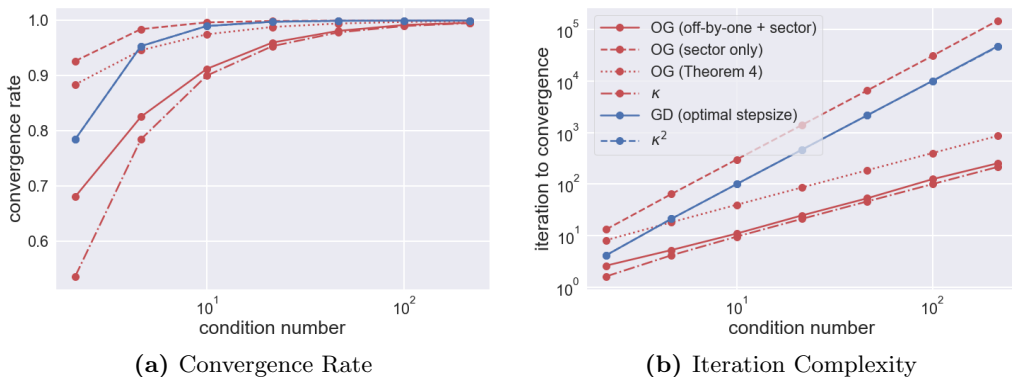 convergence rate
1.0
0.9
0.8
0.7
0.6
10^1
10^2
condition number
(a) Convergence Rate
iteration to convergence
10^5
10^4
10^3
10^2
10^1
10^0
OG (off-by-one + sector)
OG (sector only)
OG (Theorem 4)
κ
GD (optimal stepsize)
κ^2
10^1
10^2
condition number
(b) Iteration Complexity